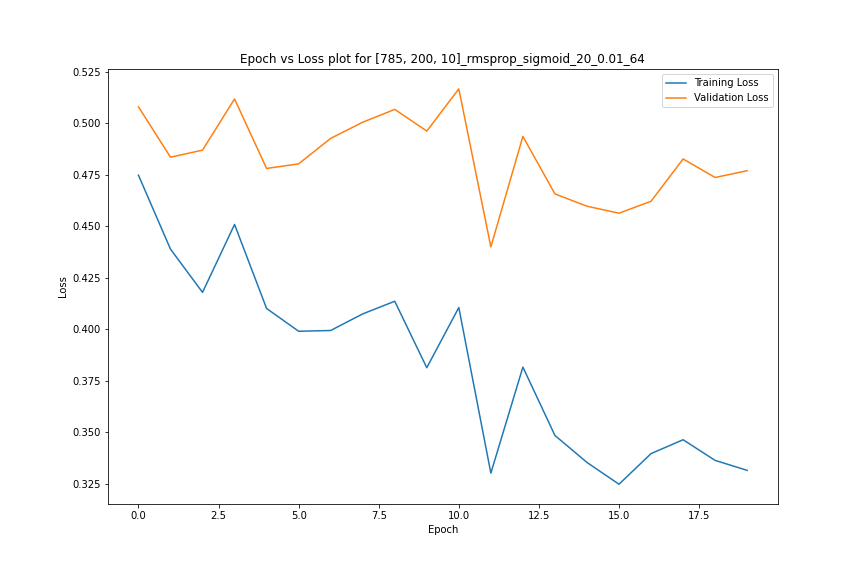 Epoch vs Loss plot for [785, 200, 10]_rmsprop_sigmoid_20_0.01_64
Training Loss
Validation Loss
0.525
0.500
0.475
0.450
0.425
0.400
0.375
0.350
0.325
Loss
0.0 2.5 5.0 7.5 10.0 12.5 15.0 17.5
Epoch